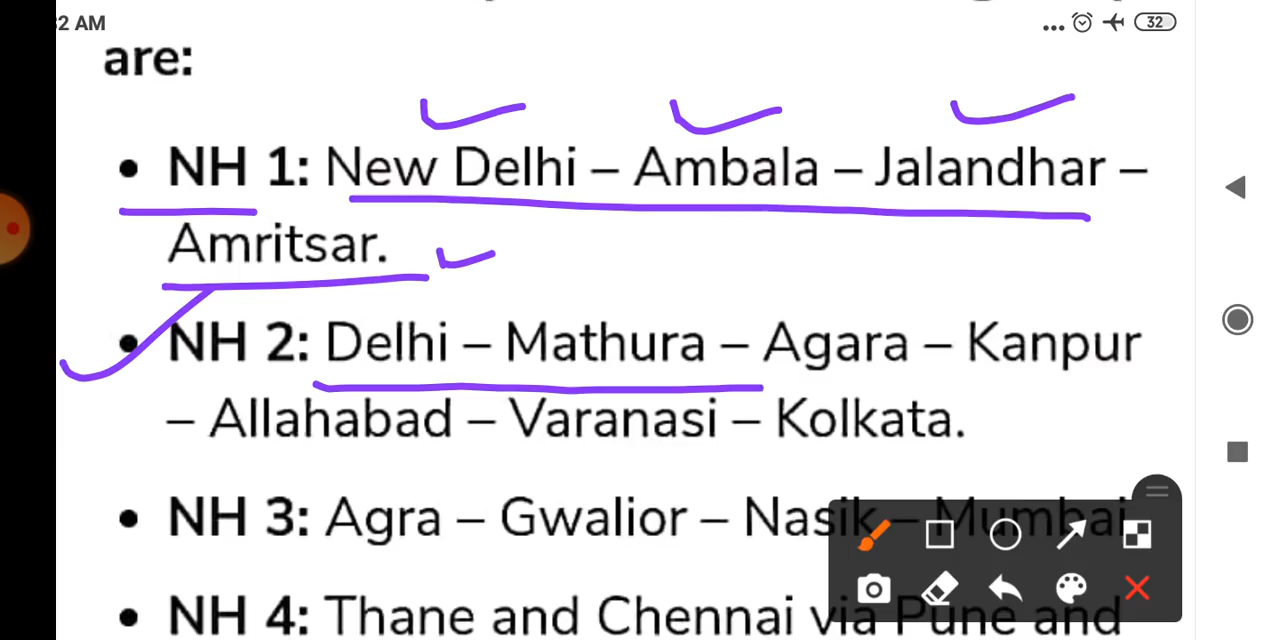 2 AM
32
are:
• NH 1: New Delhi – Ambala – Jalandhar –
Amritsar.
• NH 2: Delhi – Mathura – Agara – Kanpur
– Allahabad – Varanasi – Kolkata.
• NH 3: Agra – Gwalior – Nasik – Mumbai
• NH 4: Thane and Chennai via Pune and